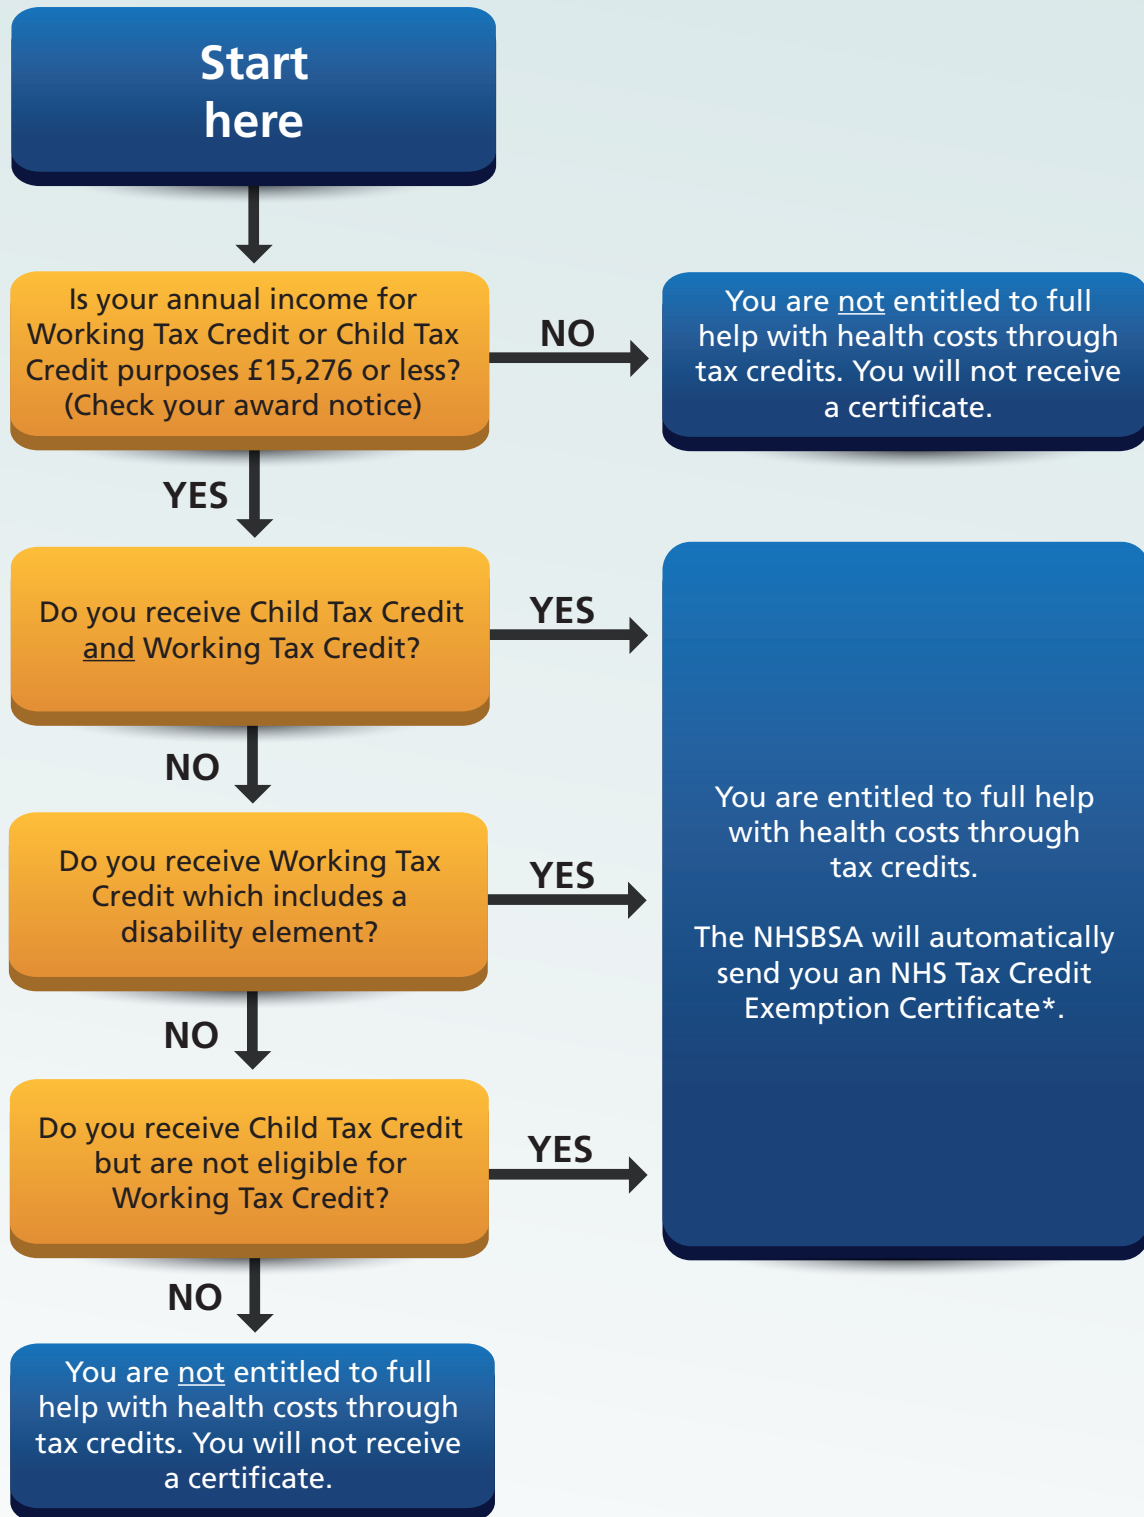 Start
here
Is your annual income for
Working Tax Credit or Child Tax
Credit purposes £15,276 or less?
(Check your award notice)
NO
You are not entitled to full
help with health costs through
tax credits. You will not receive
a certificate.
YES
Do you receive Child Tax Credit
and Working Tax Credit?
YES
NO
Do you receive Working Tax
Credit which includes a
disability element?
YES
You are entitled to full help
with health costs through
tax credits.
The NHSBSA will automatically
send you an NHS Tax Credit
Exemption Certificate*.
NO
Do you receive Child Tax Credit
but are not eligible for
Working Tax Credit?
YES
NO
You are not entitled to full
help with health costs through
tax credits. You will not receive
a certificate.